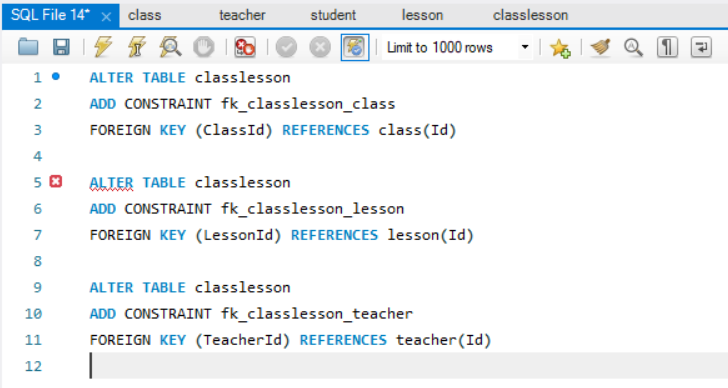 SQL File 14* × class teacher student lesson classlesson
Limit to 1000 rows
1 ALTER TABLE classlesson
2 ADD CONSTRAINT fk_classlesson_class
3 FOREIGN KEY (ClassId) REFERENCES class(Id)
4
5 ALTER TABLE classlesson
6 ADD CONSTRAINT fk_classlesson_lesson
7 FOREIGN KEY (LessonId) REFERENCES lesson(Id)
8
9 ALTER TABLE classlesson
10 ADD CONSTRAINT fk_classlesson_teacher
11 FOREIGN KEY (TeacherId) REFERENCES teacher(Id)
12